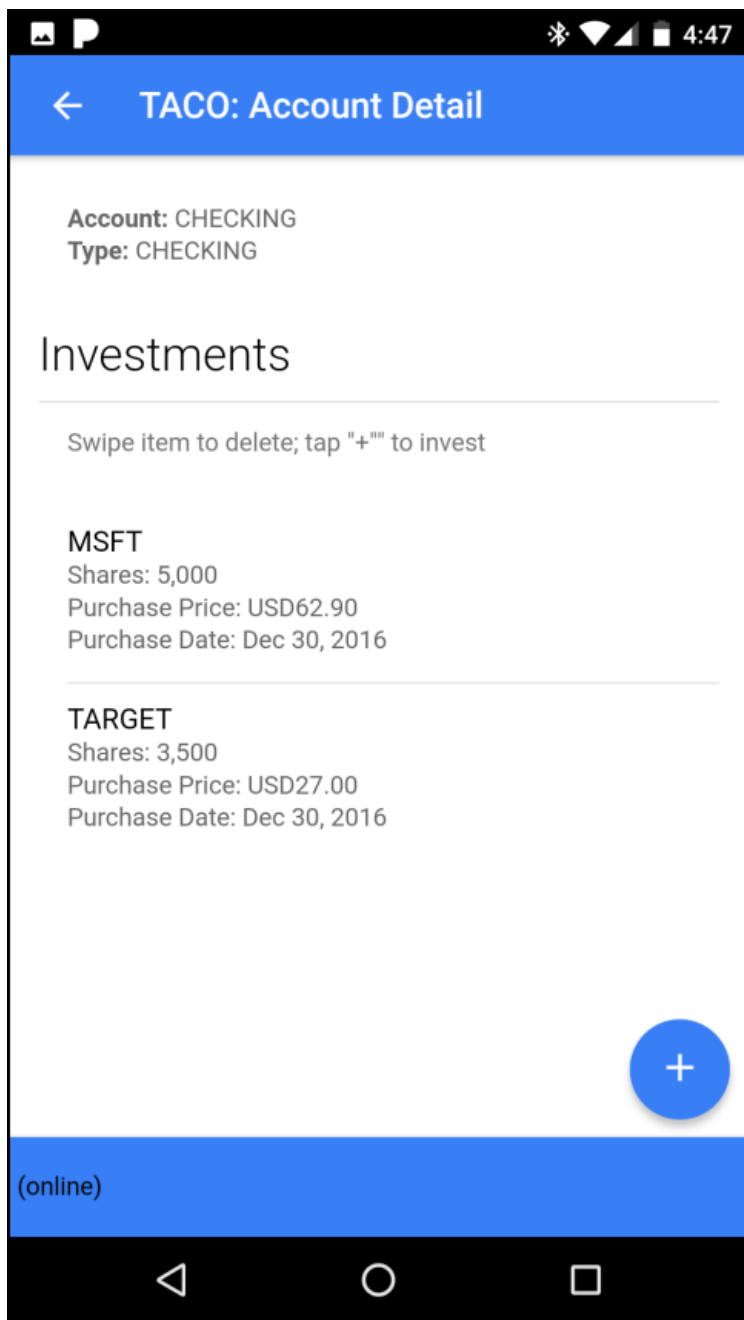 4:47
TACO: Account Detail
Account: CHECKING
Type: CHECKING
Investments
Swipe item to delete; tap "+"" to invest
MSFT
Shares: 5,000
Purchase Price: USD62.90
Purchase Date: Dec 30, 2016
TARGET
Shares: 3,500
Purchase Price: USD27.00
Purchase Date: Dec 30, 2016
+
(online)